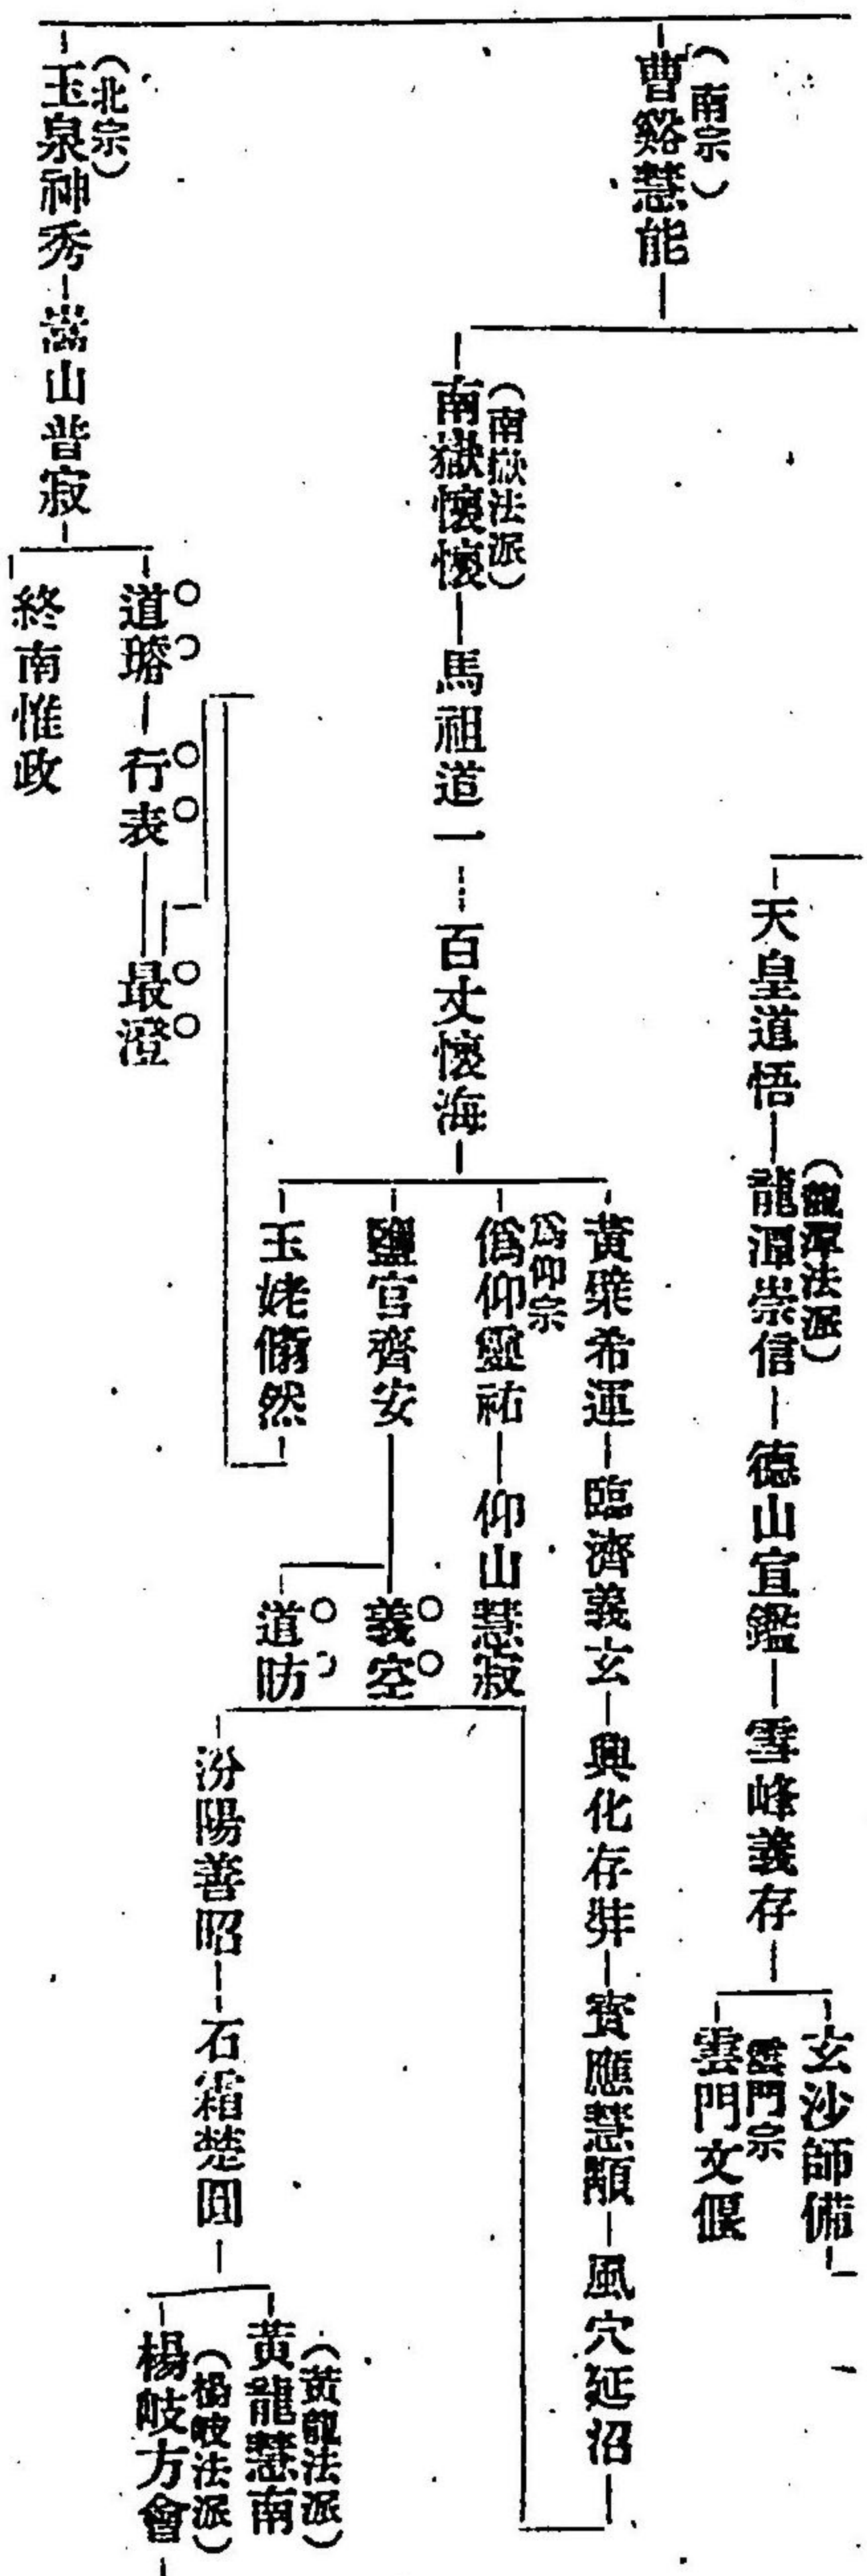 (南宗)
曹谿慧能
天皇道悟
(龍潭法派)
龍潭崇信
德山宣鑑
雪峰義存
玄沙師備
雲門宗
雲門文偃
(南嶽法派)
南嶽懷懷
馬祖道一
百丈懷海
黃檗希運
臨濟義玄
興化存弉
寳應慧顒
風穴延沼
潙仰宗
潙仰靈祐
仰山慧寂
鹽官齊安
義空
道昉
玉姥翛然
汾陽善昭
石霜楚圓
(黃龍法派)
黃龍慧南
(楊岐法派)
楊岐方會
(北宗)
玉泉神秀
嵩山普寂
道璿
行表
最澄
終南惟政